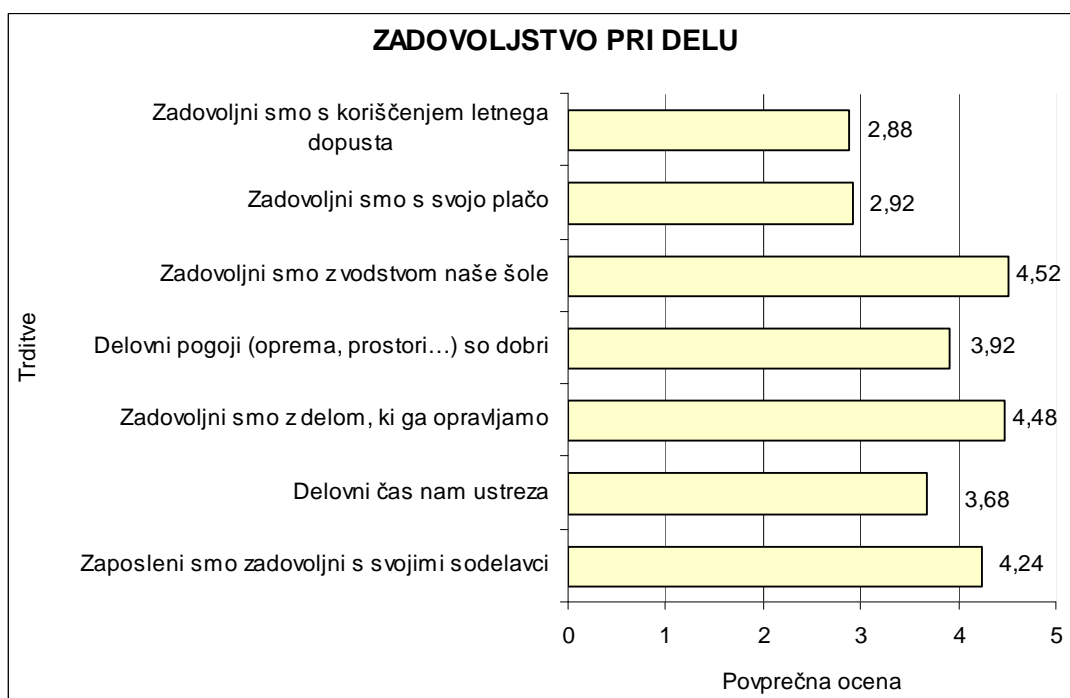 ZADOVOLJSTVO PRI DELU
Zadovoljni smo s koriščenjem letnega
dopusta
2,88
Zadovoljni smo s svojo plačo
2,92
Zadovoljni smo z vodstvom naše šole
4,52
Delovni pogoji (oprema, prostori...) so dobri
3,92
Zadovoljni smo z delom, ki ga opravljamo
4,48
Delovni čas nam ustreza
3,68
Zaposleni smo zadovoljni s svojimi sodelavci
4,24
Trditve
0 1 2 3 4 5
Povprečna ocena